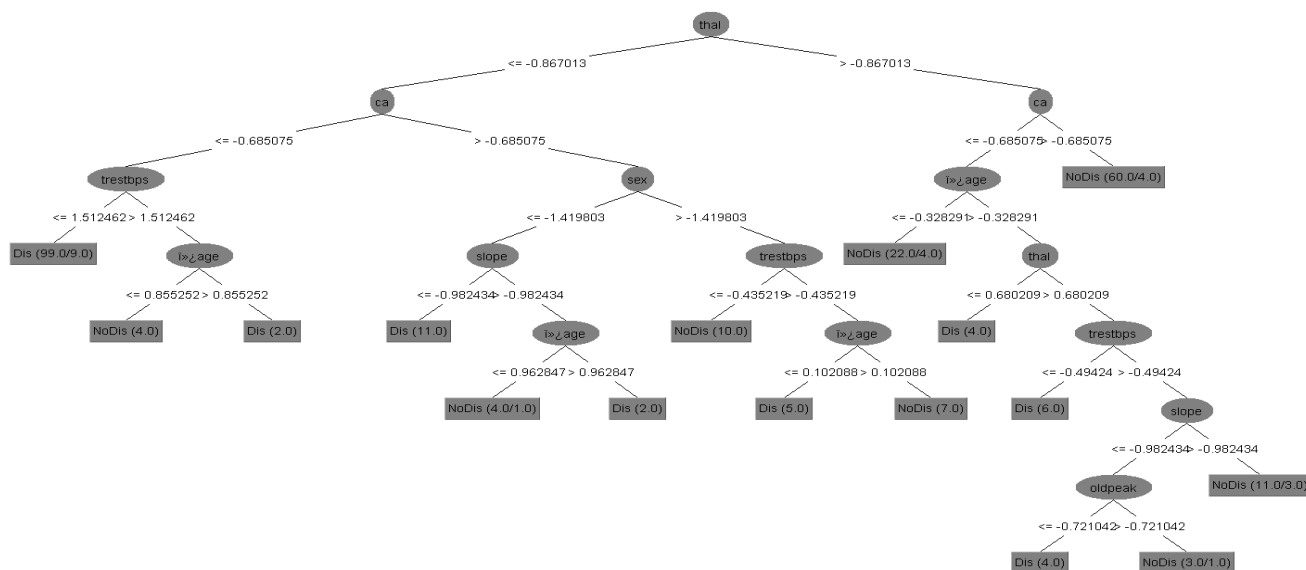 thal
<= -0.867013 > -0.867013
ca ca
<= -0.685075 > -0.685075 <= -0.685075 > -0.685075
trestbps sex ï»¿age NoDis (60.0/4.0)
<= 1.512462 > 1.512462 <= -1.419803 > -1.419803 <= -0.328291 > -0.328291
Dis (99.0/9.0) ï»¿age slope trestbps NoDis (22.0/4.0) thal
<= 0.855252 > 0.855252 <= -0.982434 > -0.982434 <= -0.435219 > -0.435219 <= 0.680209 > 0.680209
NoDis (4.0) Dis (2.0) Dis (11.0) ï»¿age NoDis (10.0) ï»¿age Dis (4.0) trestbps
<= 0.962847 > 0.962847 <= 0.102088 > 0.102088 <= -0.49424 > -0.49424
NoDis (4.0/1.0) Dis (2.0) Dis (5.0) NoDis (7.0) Dis (6.0) slope
<= -0.982434 > -0.982434
oldpeak NoDis (11.0/3.0)
<= -0.721042 > -0.721042
Dis (4.0) NoDis (3.0/1.0)